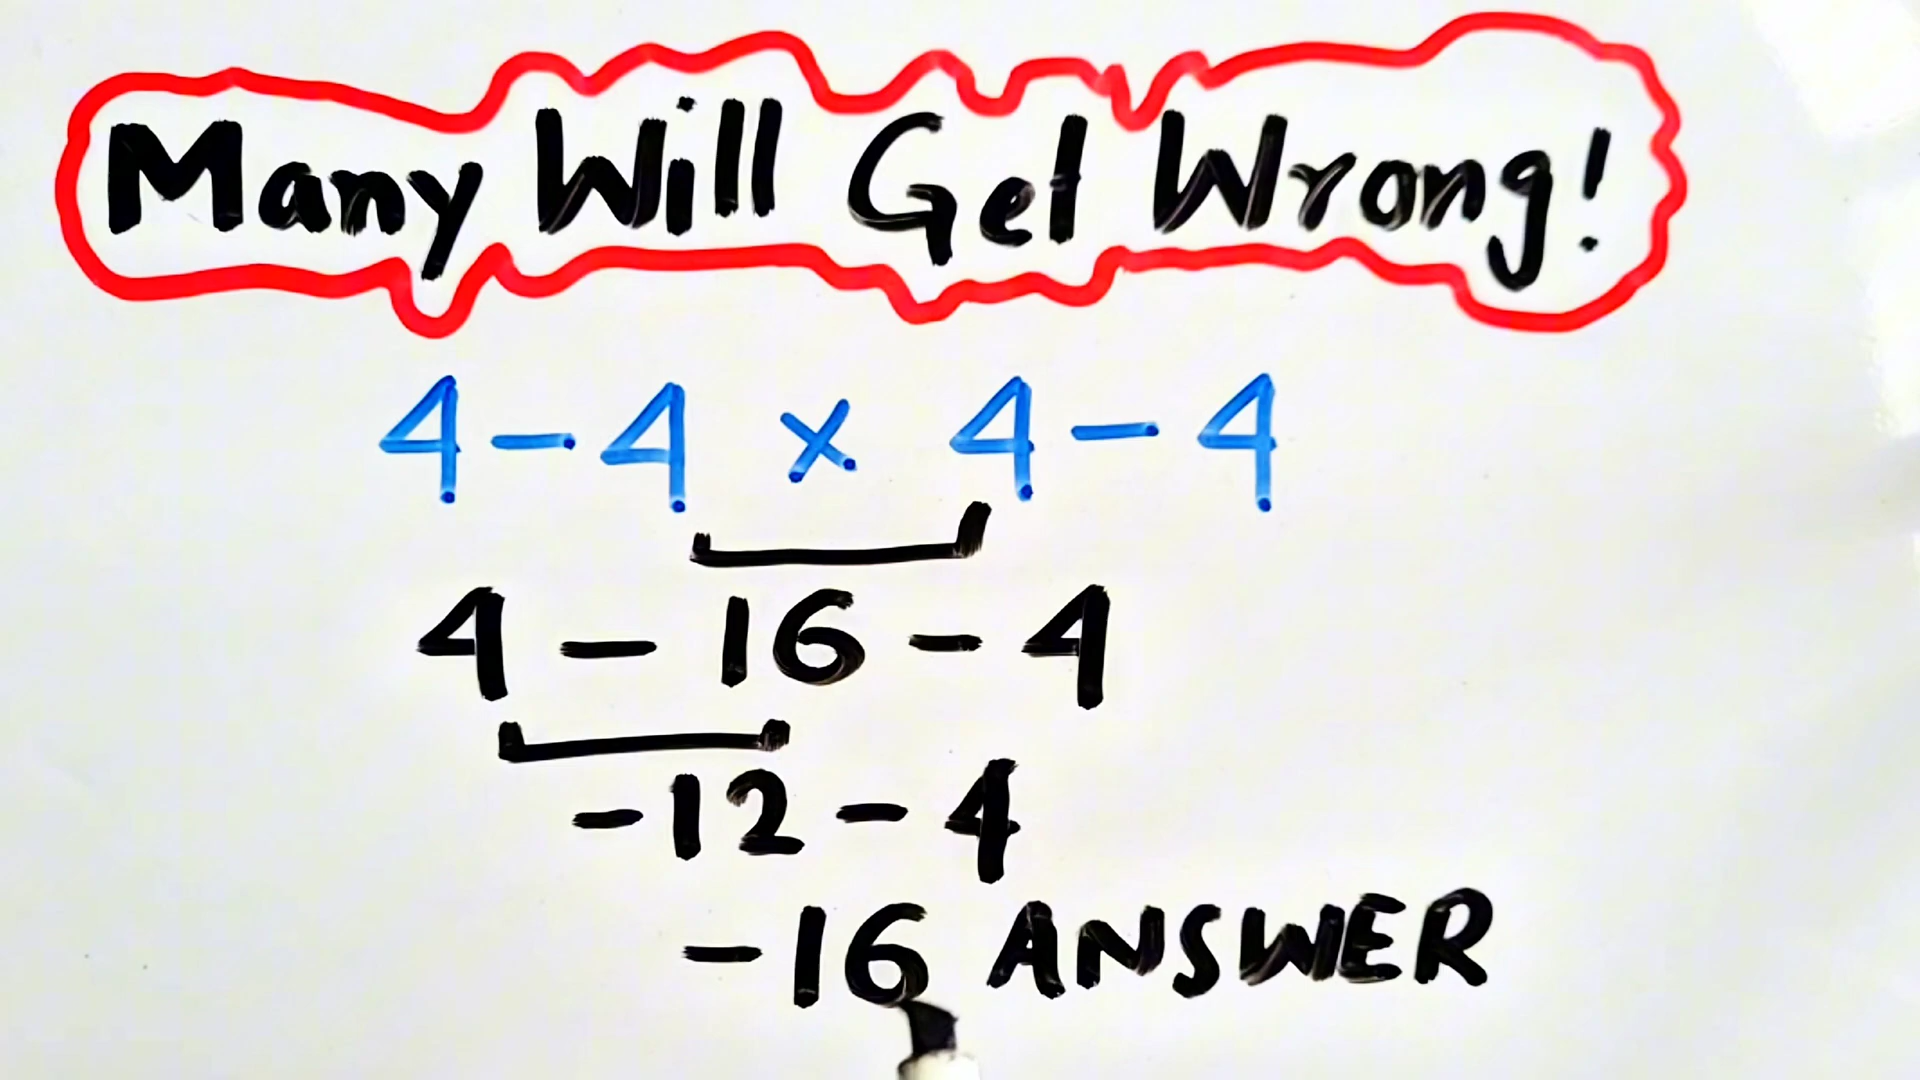 Many Will Get Wrong!
4 - 4 × 4 - 4
4 - 16 - 4
-12 - 4
-16 ANSWER